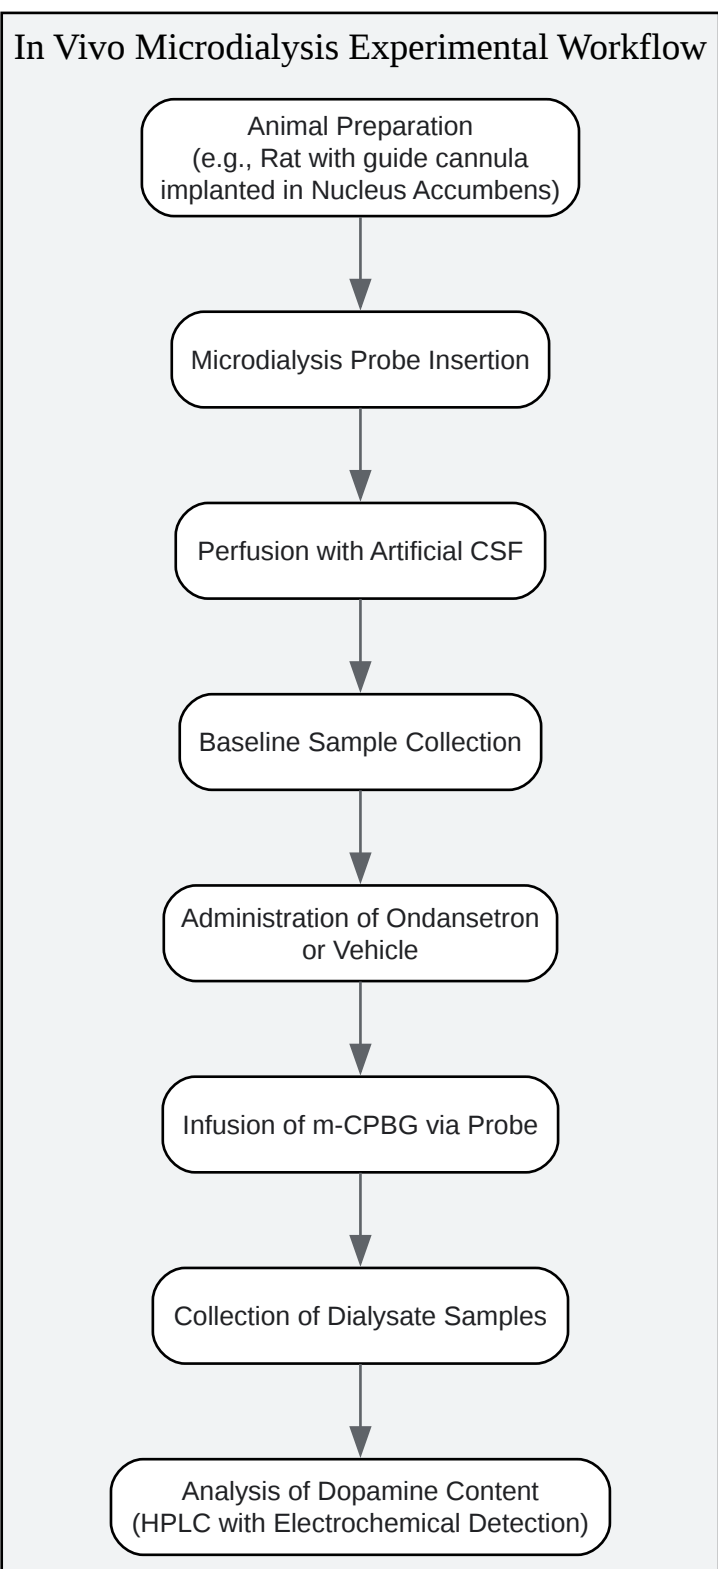 In Vivo Microdialysis Experimental Workflow
Animal Preparation
(e.g., Rat with guide cannula
implanted in Nucleus Accumbens)
Microdialysis Probe Insertion
Perfusion with Artificial CSF
Baseline Sample Collection
Administration of Ondansetron
or Vehicle
Infusion of m-CPBG via Probe
Collection of Dialysate Samples
Analysis of Dopamine Content
(HPLC with Electrochemical Detection)